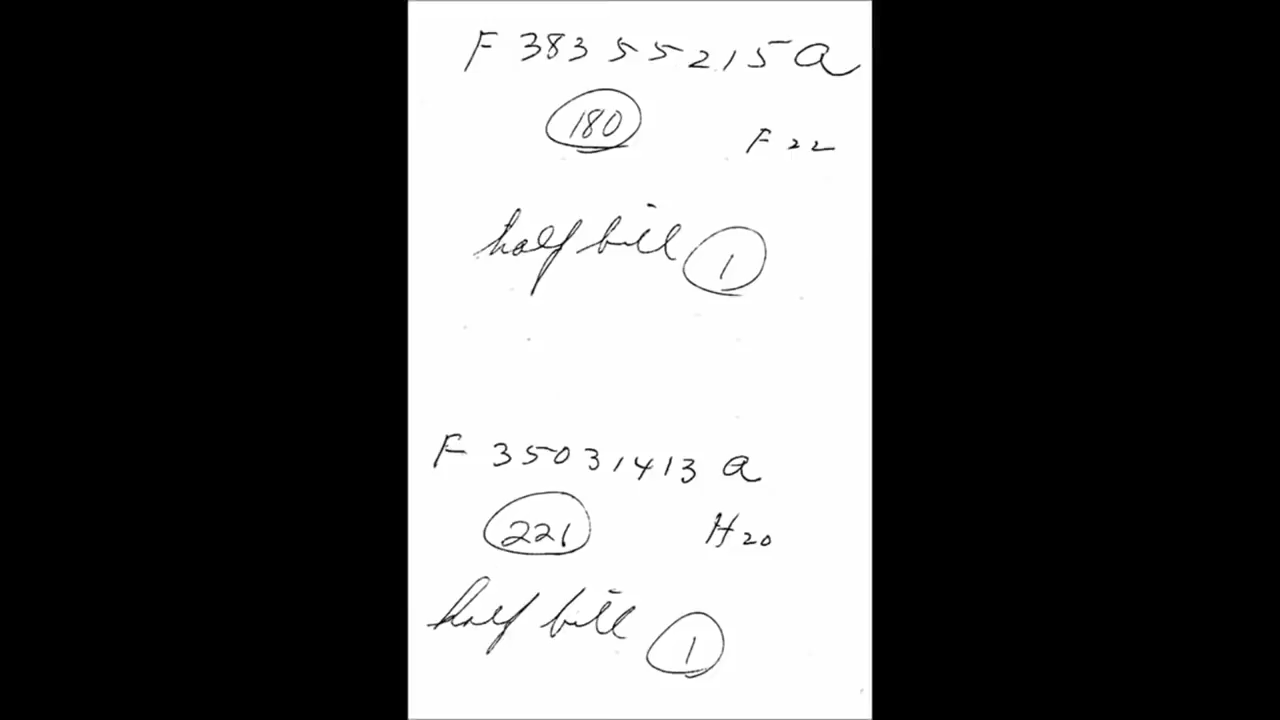 F 38355215 a
180
F 22
half bill 1
F 35031413 a
221
H 20
half bill 1